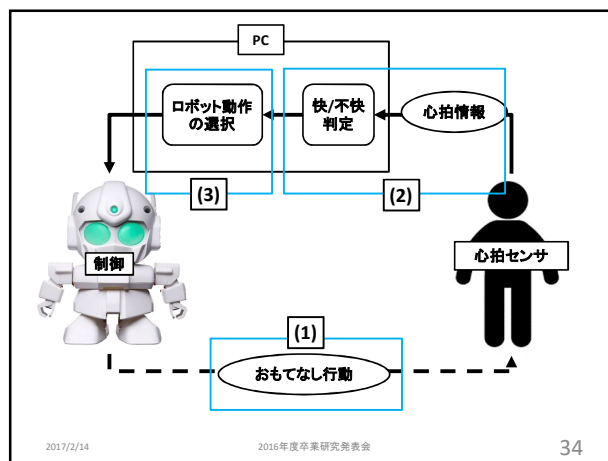 PC
ロボット動作
の選択
快/不快
判定
心拍情報
(3)
(2)
制御
心拍センサ
(1)
おもてなし行動
2017/2/14
2016年度卒業研究発表会
34